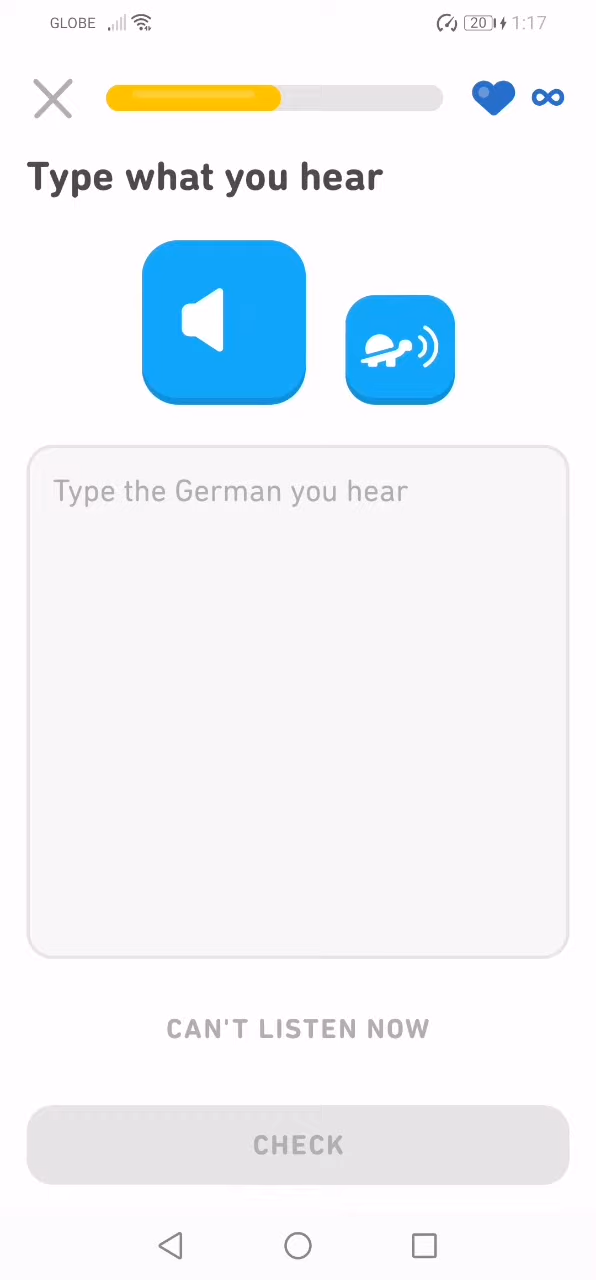 GLOBE 20 1:17
Type what you hear
Type the German you hear
CAN'T LISTEN NOW
CHECK